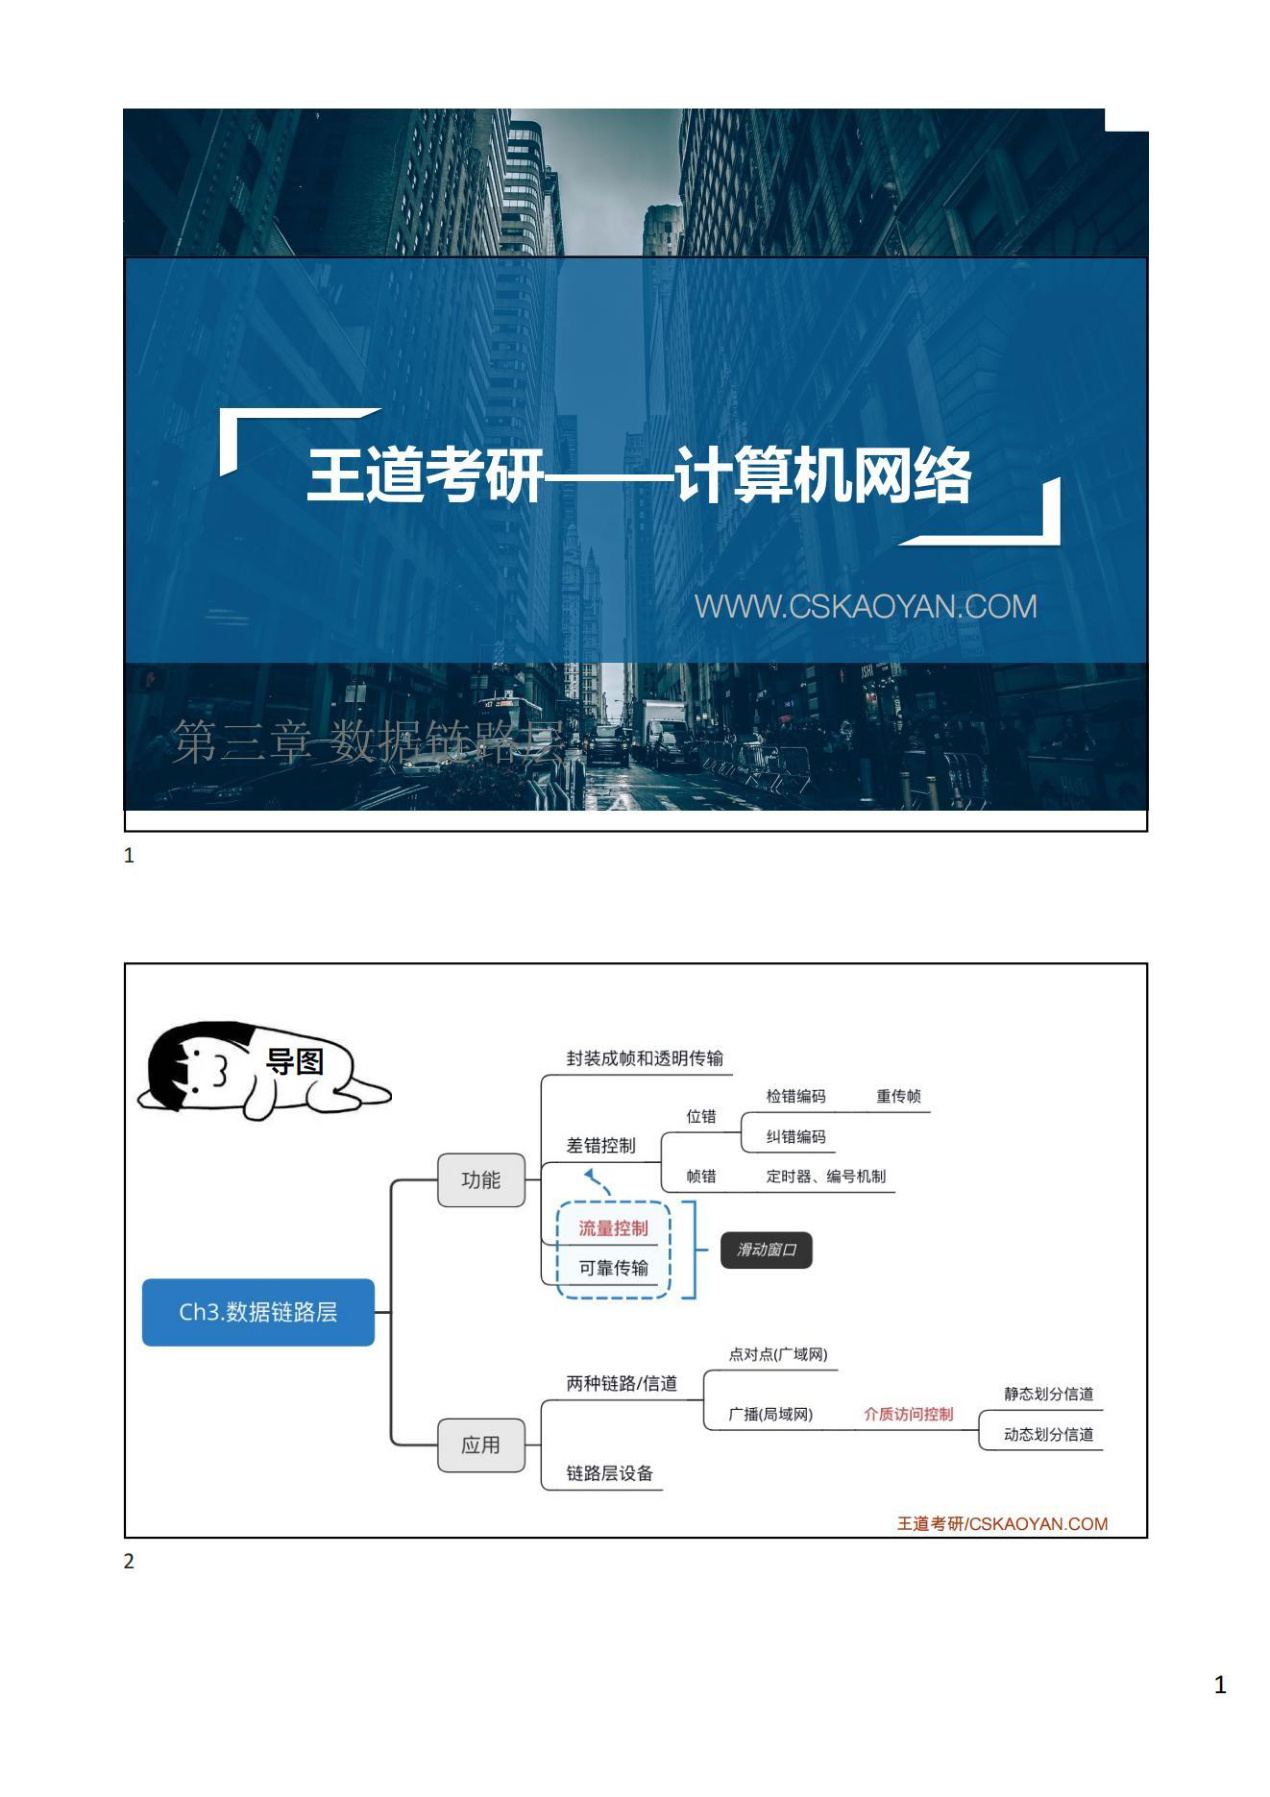 王道考研——计算机网络
WWW.CSKAOYAN.COM
第三章 数据链路层
1
导图
封装成帧和透明传输
检错编码 重传帧
位错
纠错编码
差错控制
帧错 定时器、编号机制
功能
流量控制
滑动窗口
可靠传输
Ch3.数据链路层
点对点(广域网)
两种链路/信道
静态划分信道
广播(局域网) 介质访问控制
动态划分信道
应用
链路层设备
王道考研/CSKAOYAN.COM
2
1